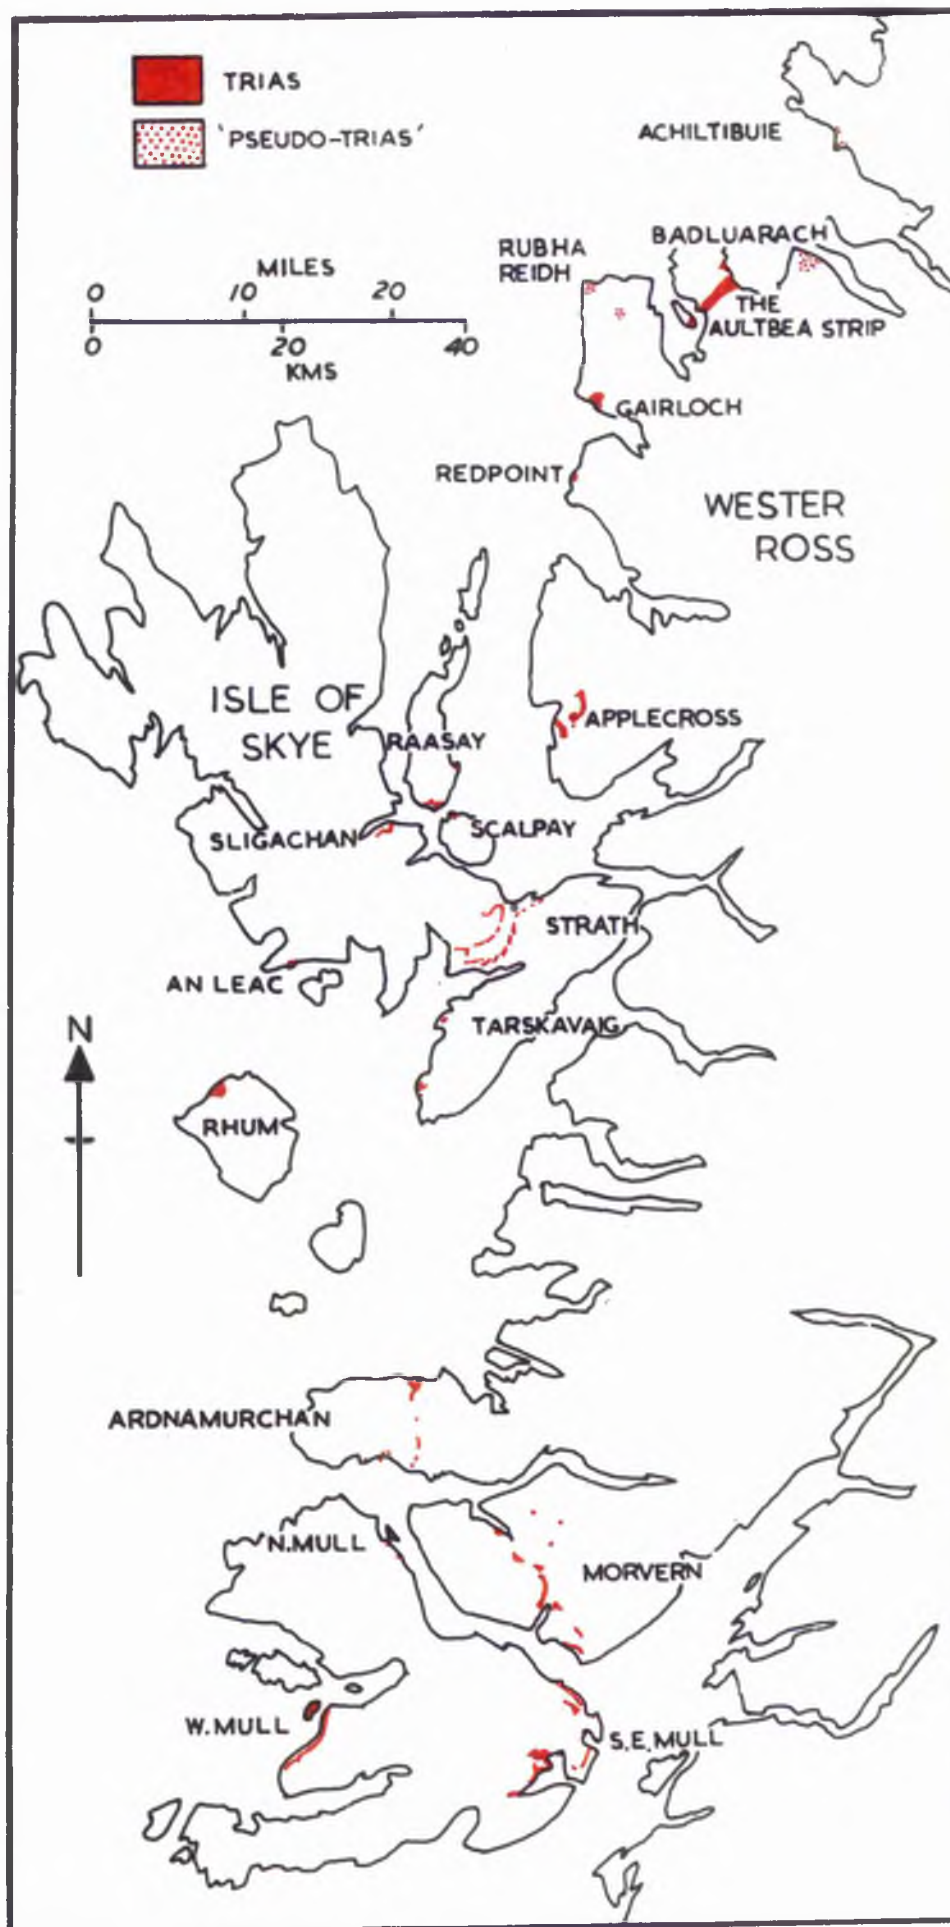 TRIAS
'PSEUDO-TRIAS'
ACHILTIBUIE
BADLUARACH
RUBHA
REIDH
MILES
0 10 20
THE
AULTBEA STRIP
0 20 40
KMS
GAIRLOCH
REDPOINT
WESTER
ROSS
ISLE OF
SKYE
RAASAY
APPLECROSS
SLIGACHAN
SCALPAY
STRATH
AN LEAC
TARSKAVAIG
N
RHUM
ARDNAMURCHAN
N.MULL
MORVERN
W.MULL
S.E.MULL